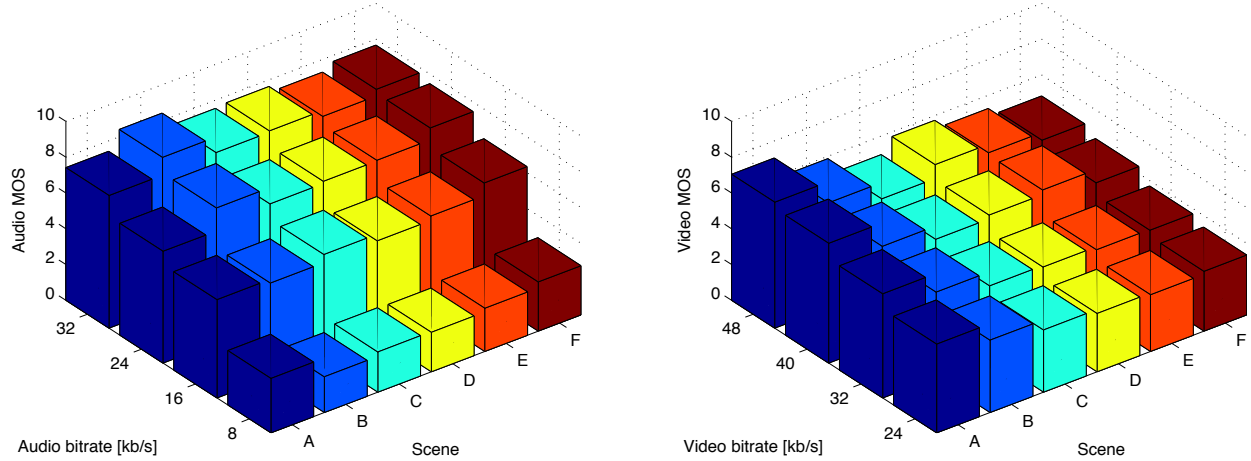 10
8
6
4
2
0
Audio MOS
32
24
16
8
Audio bitrate [kb/s]
A
B
C
D
E
F
Scene
10
8
6
4
2
0
Video MOS
48
40
32
24
Video bitrate [kb/s]
A
B
C
D
E
F
Scene